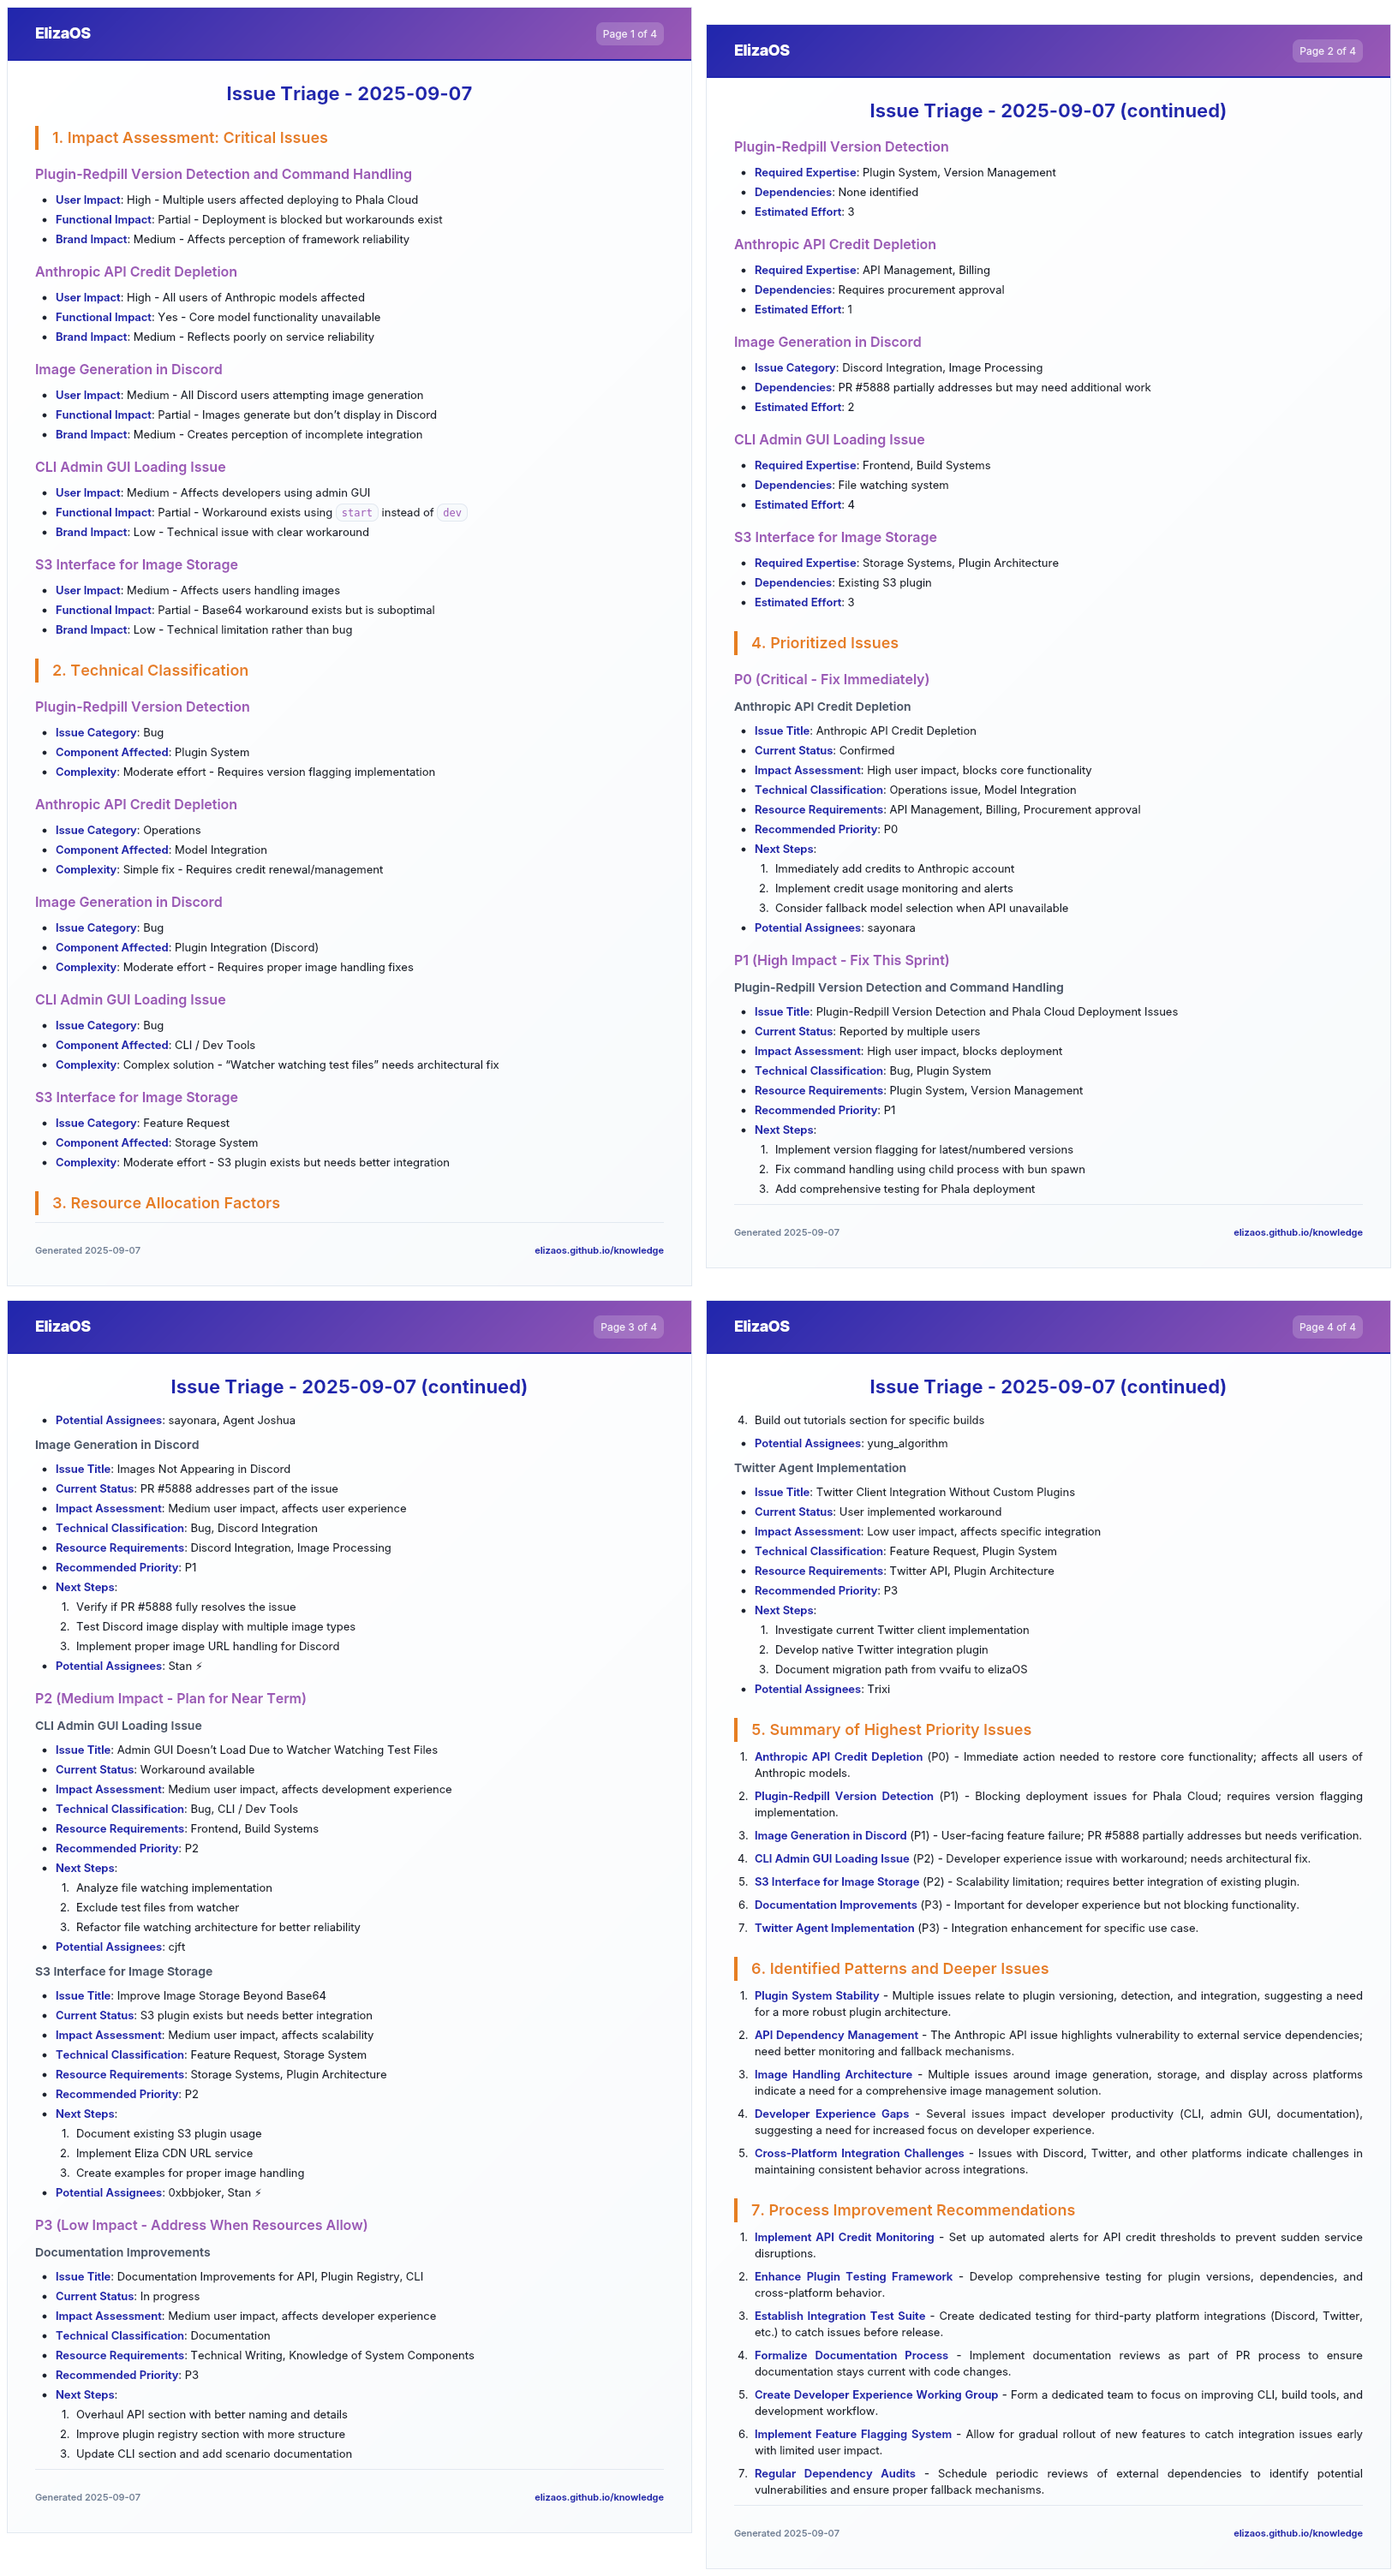 ElizaOS
Page 1 of 4
Issue Triage - 2025-09-07
1. Impact Assessment: Critical Issues
Plugin-Redpill Version Detection and Command Handling
• User Impact: High - Multiple users affected deploying to Phala Cloud
• Functional Impact: Partial - Deployment is blocked but workarounds exist
• Brand Impact: Medium - Affects perception of framework reliability
Anthropic API Credit Depletion
• User Impact: High - All users of Anthropic models affected
• Functional Impact: Yes - Core model functionality unavailable
• Brand Impact: Medium - Reflects poorly on service reliability
Image Generation in Discord
• User Impact: Medium - All Discord users attempting image generation
• Functional Impact: Partial - Images generate but don’t display in Discord
• Brand Impact: Medium - Creates perception of incomplete integration
CLI Admin GUI Loading Issue
• User Impact: Medium - Affects developers using admin GUI
• Functional Impact: Partial - Workaround exists using start instead of dev
• Brand Impact: Low - Technical issue with clear workaround
S3 Interface for Image Storage
• User Impact: Medium - Affects users handling images
• Functional Impact: Partial - Base64 workaround exists but is suboptimal
• Brand Impact: Low - Technical limitation rather than bug
2. Technical Classification
Plugin-Redpill Version Detection
• Issue Category: Bug
• Component Affected: Plugin System
• Complexity: Moderate effort - Requires version flagging implementation
Anthropic API Credit Depletion
• Issue Category: Operations
• Component Affected: Model Integration
• Complexity: Simple fix - Requires credit renewal/management
Image Generation in Discord
• Issue Category: Bug
• Component Affected: Plugin Integration (Discord)
• Complexity: Moderate effort - Requires proper image handling fixes
CLI Admin GUI Loading Issue
• Issue Category: Bug
• Component Affected: CLI / Dev Tools
• Complexity: Complex solution - “Watcher watching test files” needs architectural fix
S3 Interface for Image Storage
• Issue Category: Feature Request
• Component Affected: Storage System
• Complexity: Moderate effort - S3 plugin exists but needs better integration
3. Resource Allocation Factors
Generated 2025-09-07
elizaos.github.io/knowledge
ElizaOS
Page 2 of 4
Issue Triage - 2025-09-07 (continued)
Plugin-Redpill Version Detection
• Required Expertise: Plugin System, Version Management
• Dependencies: None identified
• Estimated Effort: 3
Anthropic API Credit Depletion
• Required Expertise: API Management, Billing
• Dependencies: Requires procurement approval
• Estimated Effort: 1
Image Generation in Discord
• Issue Category: Discord Integration, Image Processing
• Dependencies: PR #5888 partially addresses but may need additional work
• Estimated Effort: 2
CLI Admin GUI Loading Issue
• Required Expertise: Frontend, Build Systems
• Dependencies: File watching system
• Estimated Effort: 4
S3 Interface for Image Storage
• Required Expertise: Storage Systems, Plugin Architecture
• Dependencies: Existing S3 plugin
• Estimated Effort: 3
4. Prioritized Issues
P0 (Critical - Fix Immediately)
Anthropic API Credit Depletion
• Issue Title: Anthropic API Credit Depletion
• Current Status: Confirmed
• Impact Assessment: High user impact, blocks core functionality
• Technical Classification: Operations issue, Model Integration
• Resource Requirements: API Management, Billing, Procurement approval
• Recommended Priority: P0
• Next Steps:
1. Immediately add credits to Anthropic account
2. Implement credit usage monitoring and alerts
3. Consider fallback model selection when API unavailable
• Potential Assignees: sayonara
P1 (High Impact - Fix This Sprint)
Plugin-Redpill Version Detection and Command Handling
• Issue Title: Plugin-Redpill Version Detection and Phala Cloud Deployment Issues
• Current Status: Reported by multiple users
• Impact Assessment: High user impact, blocks deployment
• Technical Classification: Bug, Plugin System
• Resource Requirements: Plugin System, Version Management
• Recommended Priority: P1
• Next Steps:
1. Implement version flagging for latest/numbered versions
2. Fix command handling using child process with bun spawn
3. Add comprehensive testing for Phala deployment
Generated 2025-09-07
elizaos.github.io/knowledge
ElizaOS
Page 3 of 4
Issue Triage - 2025-09-07 (continued)
• Potential Assignees: sayonara, Agent Joshua
Image Generation in Discord
• Issue Title: Images Not Appearing in Discord
• Current Status: PR #5888 addresses part of the issue
• Impact Assessment: Medium user impact, affects user experience
• Technical Classification: Bug, Discord Integration
• Resource Requirements: Discord Integration, Image Processing
• Recommended Priority: P1
• Next Steps:
1. Verify if PR #5888 fully resolves the issue
2. Test Discord image display with multiple image types
3. Implement proper image URL handling for Discord
• Potential Assignees: Stan ⚡
P2 (Medium Impact - Plan for Near Term)
CLI Admin GUI Loading Issue
• Issue Title: Admin GUI Doesn’t Load Due to Watcher Watching Test Files
• Current Status: Workaround available
• Impact Assessment: Medium user impact, affects development experience
• Technical Classification: Bug, CLI / Dev Tools
• Resource Requirements: Frontend, Build Systems
• Recommended Priority: P2
• Next Steps:
1. Analyze file watching implementation
2. Exclude test files from watcher
3. Refactor file watching architecture for better reliability
• Potential Assignees: cjft
S3 Interface for Image Storage
• Issue Title: Improve Image Storage Beyond Base64
• Current Status: S3 plugin exists but needs better integration
• Impact Assessment: Medium user impact, affects scalability
• Technical Classification: Feature Request, Storage System
• Resource Requirements: Storage Systems, Plugin Architecture
• Recommended Priority: P2
• Next Steps:
1. Document existing S3 plugin usage
2. Implement Eliza CDN URL service
3. Create examples for proper image handling
• Potential Assignees: 0xbbjoker, Stan ⚡
P3 (Low Impact - Address When Resources Allow)
Documentation Improvements
• Issue Title: Documentation Improvements for API, Plugin Registry, CLI
• Current Status: In progress
• Impact Assessment: Medium user impact, affects developer experience
• Technical Classification: Documentation
• Resource Requirements: Technical Writing, Knowledge of System Components
• Recommended Priority: P3
• Next Steps:
1. Overhaul API section with better naming and details
2. Improve plugin registry section with more structure
3. Update CLI section and add scenario documentation
Generated 2025-09-07
elizaos.github.io/knowledge
ElizaOS
Page 4 of 4
Issue Triage - 2025-09-07 (continued)
4. Build out tutorials section for specific builds
• Potential Assignees: yung_algorithm
Twitter Agent Implementation
• Issue Title: Twitter Client Integration Without Custom Plugins
• Current Status: User implemented workaround
• Impact Assessment: Low user impact, affects specific integration
• Technical Classification: Feature Request, Plugin System
• Resource Requirements: Twitter API, Plugin Architecture
• Recommended Priority: P3
• Next Steps:
1. Investigate current Twitter client implementation
2. Develop native Twitter integration plugin
3. Document migration path from vvaifu to elizaOS
• Potential Assignees: Trixi
5. Summary of Highest Priority Issues
1. Anthropic API Credit Depletion (P0) - Immediate action needed to restore core functionality; affects all users of
Anthropic models.
2. Plugin-Redpill Version Detection (P1) - Blocking deployment issues for Phala Cloud; requires version flagging
implementation.
3. Image Generation in Discord (P1) - User-facing feature failure; PR #5888 partially addresses but needs verification.
4. CLI Admin GUI Loading Issue (P2) - Developer experience issue with workaround; needs architectural fix.
5. S3 Interface for Image Storage (P2) - Scalability limitation; requires better integration of existing plugin.
6. Documentation Improvements (P3) - Important for developer experience but not blocking functionality.
7. Twitter Agent Implementation (P3) - Integration enhancement for specific use case.
6. Identified Patterns and Deeper Issues
1. Plugin System Stability - Multiple issues relate to plugin versioning, detection, and integration, suggesting a need
for a more robust plugin architecture.
2. API Dependency Management - The Anthropic API issue highlights vulnerability to external service dependencies;
need better monitoring and fallback mechanisms.
3. Image Handling Architecture - Multiple issues around image generation, storage, and display across platforms
indicate a need for a comprehensive image management solution.
4. Developer Experience Gaps - Several issues impact developer productivity (CLI, admin GUI, documentation),
suggesting a need for increased focus on developer experience.
5. Cross-Platform Integration Challenges - Issues with Discord, Twitter, and other platforms indicate challenges in
maintaining consistent behavior across integrations.
7. Process Improvement Recommendations
1. Implement API Credit Monitoring - Set up automated alerts for API credit thresholds to prevent sudden service
disruptions.
2. Enhance Plugin Testing Framework - Develop comprehensive testing for plugin versions, dependencies, and
cross-platform behavior.
3. Establish Integration Test Suite - Create dedicated testing for third-party platform integrations (Discord, Twitter,
etc.) to catch issues before release.
4. Formalize Documentation Process - Implement documentation reviews as part of PR process to ensure
documentation stays current with code changes.
5. Create Developer Experience Working Group - Form a dedicated team to focus on improving CLI, build tools, and
development workflow.
6. Implement Feature Flagging System - Allow for gradual rollout of new features to catch integration issues early
with limited user impact.
7. Regular Dependency Audits - Schedule periodic reviews of external dependencies to identify potential
vulnerabilities and ensure proper fallback mechanisms.
Generated 2025-09-07
elizaos.github.io/knowledge